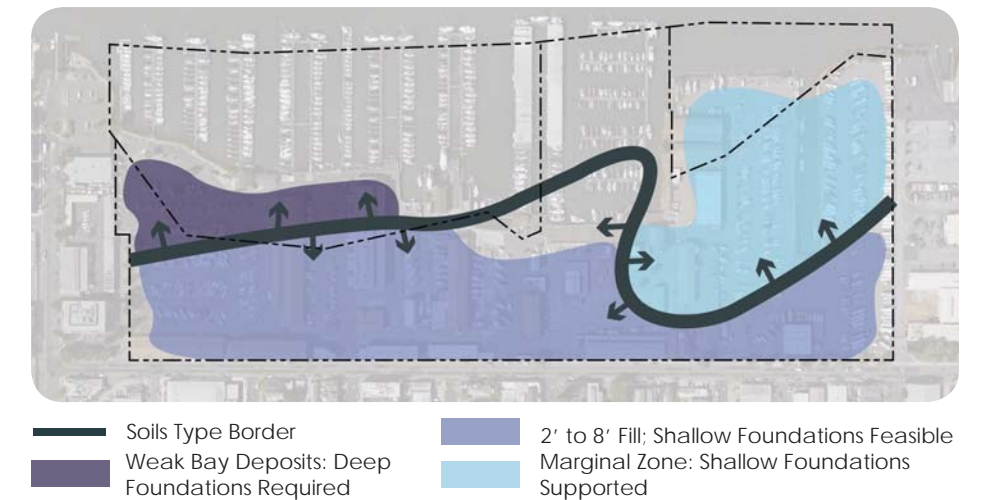 Soils Type Border
Weak Bay Deposits: Deep
Foundations Required
2’ to 8’ Fill; Shallow Foundations Feasible
Marginal Zone: Shallow Foundations
Supported